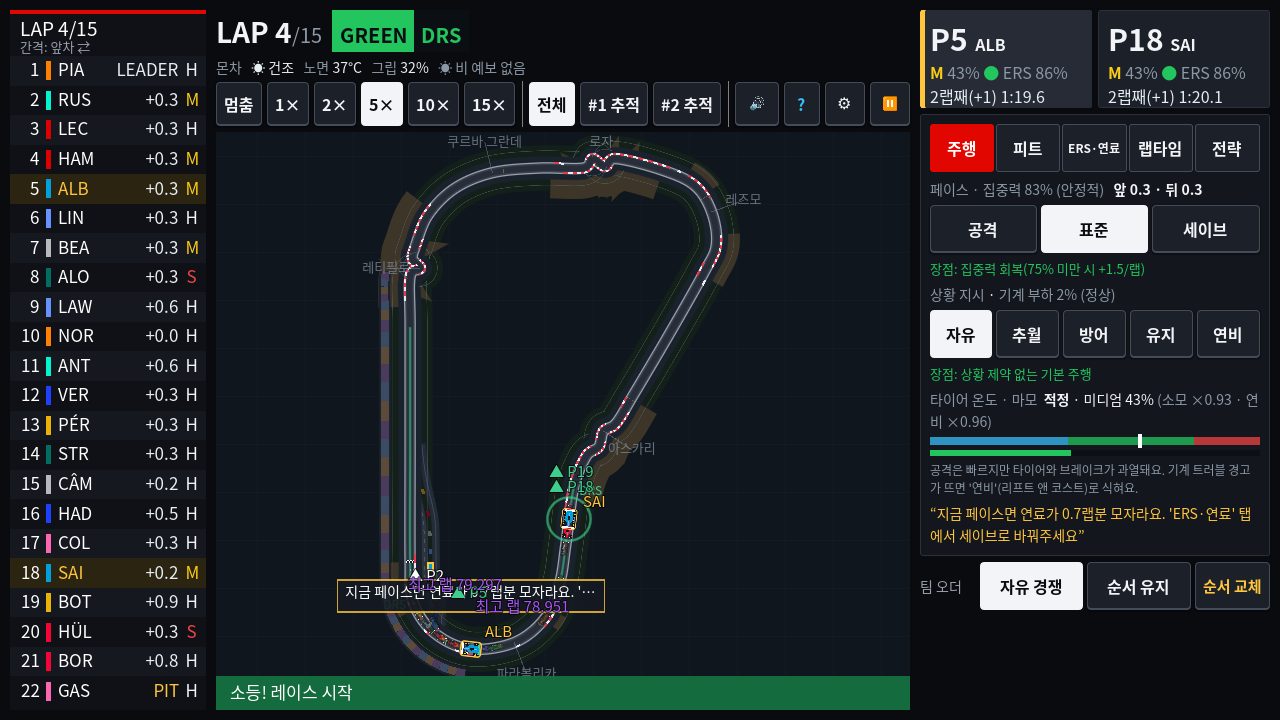 LAP 4/15
간격: 앞차 ⇄
1 PIA LEADER H
2 RUS +0.3 M
3 LEC +0.3 H
4 HAM +0.3 M
5 ALB +0.3 M
6 LIN +0.3 H
7 BEA +0.3 M
8 ALO +0.3 S
9 LAW +0.6 H
10 NOR +0.0 H
11 ANT +0.6 H
12 VER +0.3 H
13 PÉR +0.3 H
14 STR +0.3 H
15 CÂM +0.2 H
16 HAD +0.5 H
17 COL +0.3 H
18 SAI +0.2 M
19 BOT +0.9 H
20 HÜL +0.3 S
21 BOR +0.8 H
22 GAS PIT H
LAP 4/15 GREEN DRS
몬차 건조 노면 37°C 그립 32% 비 예보 없음
멈춤 1× 2× 5× 10× 15× 전체 #1 추적 #2 추적 ?
쿠르바 그란데
로자
레즈모
레티필로
아스카리
P19
P18
DRS
SAI
P2
최고 랩 79.297
지금 페이스면 연료가 0.7랩분 모자라요. '…
최고 랩 78.951
ALB
파라볼리카
소등! 레이스 시작
P5 ALB
M 43% ERS 86%
2랩째(+1) 1:19.6
P18 SAI
M 43% ERS 86%
2랩째(+1) 1:20.1
주행 피트 ERS·연료 랩타임 전략
페이스 · 집중력 83% (안정적) 앞 0.3 · 뒤 0.3
공격 표준 세이브
장점: 집중력 회복(75% 미만 시 +1.5/랩)
상황 지시 · 기계 부하 2% (정상)
자유 추월 방어 유지 연비
장점: 상황 제약 없는 기본 주행
타이어 온도 · 마모 적정 · 미디엄 43% (소모 ×0.93 · 연
비 ×0.96)
공격은 빠르지만 타이어와 브레이크가 과열돼요. 기계 트러블 경고
가 뜨면 '연비'(리프트 앤 코스트)로 식혀요.
“지금 페이스면 연료가 0.7랩분 모자라요. 'ERS·연료' 탭
에서 세이브로 바꿔주세요”
팀 오더 자유 경쟁 순서 유지 순서 교체